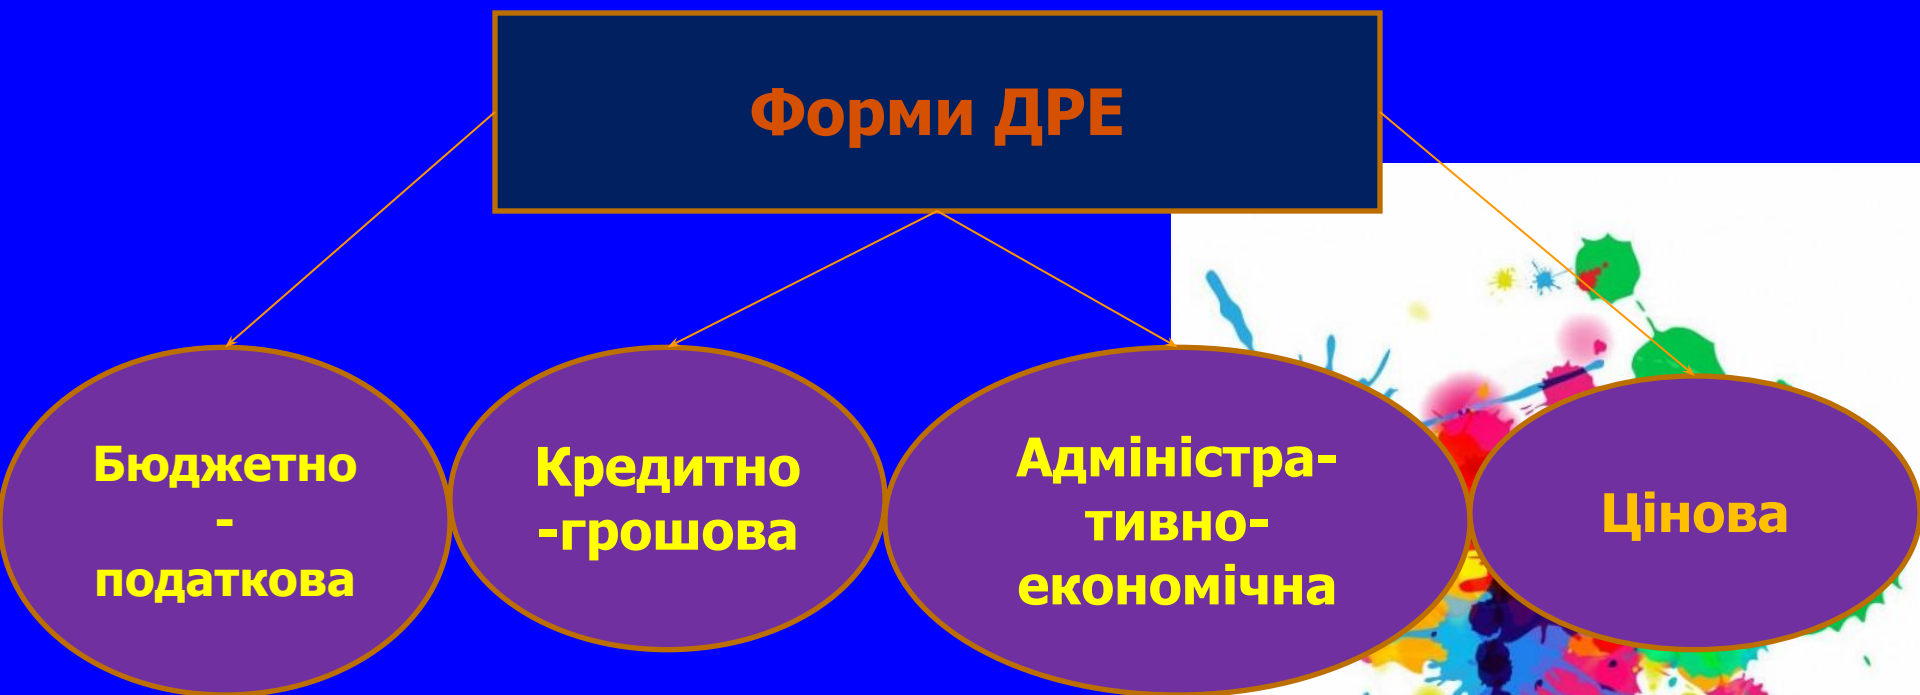 Форми ДРЕ
Бюджетно
-
податкова
Кредитно
-грошова
Адміністра-
тивно-
економічна
Цінова